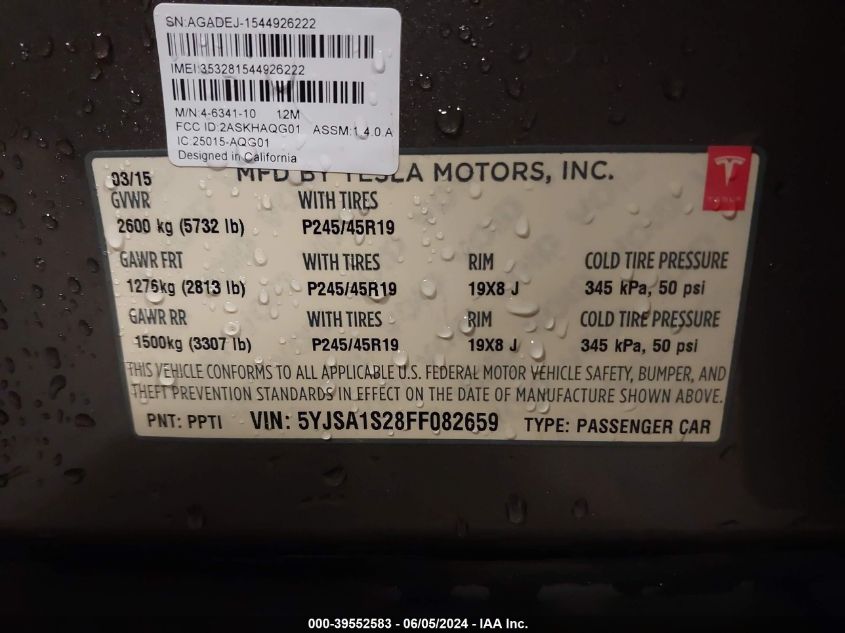 SN:AGADEJ-1544926222
IMEI:353281544926222
M/N:4-6341-10 12M
FCC ID:2ASKHAQG01 ASSM:1.4.0.A
IC:25015-AQG01
Designed in California
03/15 MFD BY TESLA MOTORS, INC.
TESLA
GVWR WITH TIRES
2600 kg (5732 lb) P245/45R19
GAWR FRT WITH TIRES RIM COLD TIRE PRESSURE
1276kg (2813 lb) P245/45R19 19X8 J 345 kPa, 50 psi
GAWR RR WITH TIRES RIM COLD TIRE PRESSURE
1500kg (3307 lb) P245/45R19 19X8 J 345 kPa, 50 psi
THIS VEHICLE CONFORMS TO ALL APPLICABLE U.S. FEDERAL MOTOR VEHICLE SAFETY, BUMPER, AND
THEFT PREVENTION STANDARDS IN EFFECT ON THE DATE OF MANUFACTURE SHOWN ABOVE.
PNT: PPTI VIN: 5YJSA1S28FF082659 TYPE: PASSENGER CAR
000-39552583 - 06/05/2024 - IAA Inc.